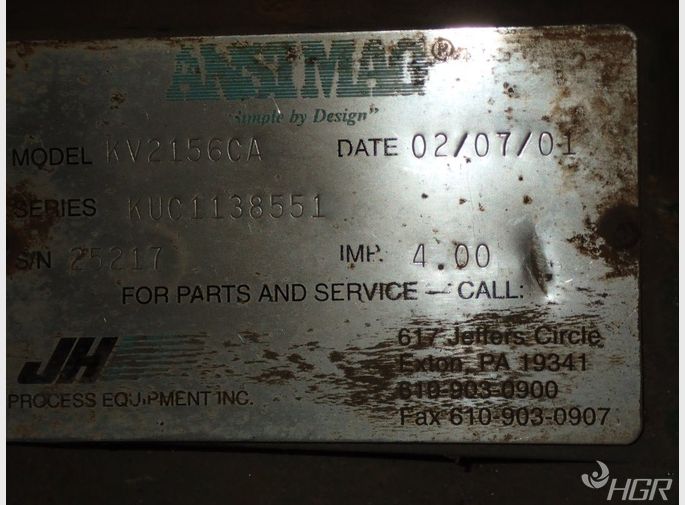 ANSIMAG®
"Simple by Design"
MODEL KV2156CA DATE 02/07/01
SERIES KUC1138551
S/N 25217 IMP. 4.00
FOR PARTS AND SERVICE — CALL:
JH
PROCESS EQUIPMENT INC.
617 Jeffers Circle
Exton, PA 19341
610-903-0900
Fax 610-903-0907
HGR